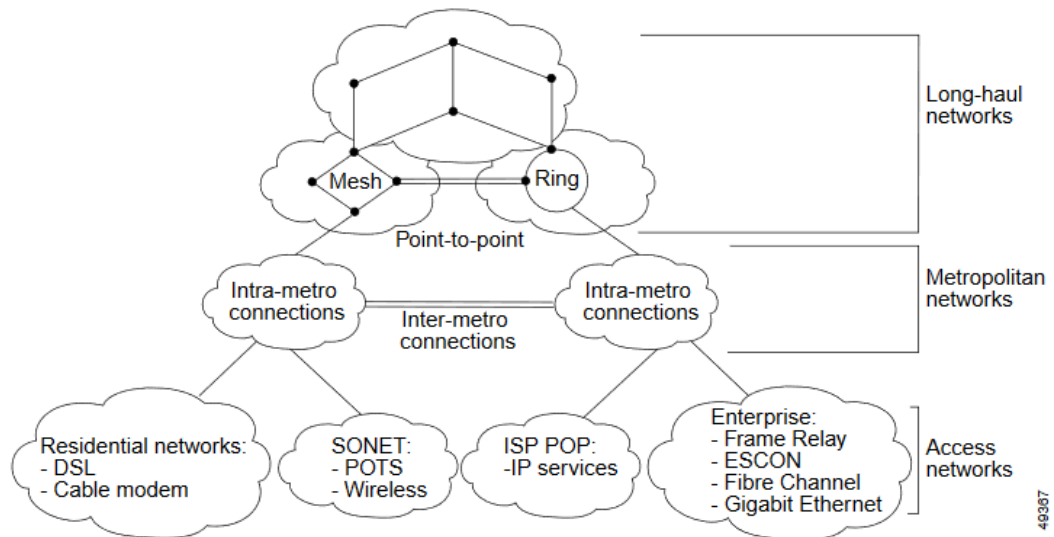 Long-haul
networks
Mesh
Ring
Point-to-point
Metropolitan
networks
Intra-metro
connections
Intra-metro
connections
Inter-metro
connections
Residential networks:
- DSL
- Cable modem
SONET:
- POTS
- Wireless
ISP POP:
-IP services
Enterprise:
- Frame Relay
- ESCON
- Fibre Channel
- Gigabit Ethernet
Access
networks
49367